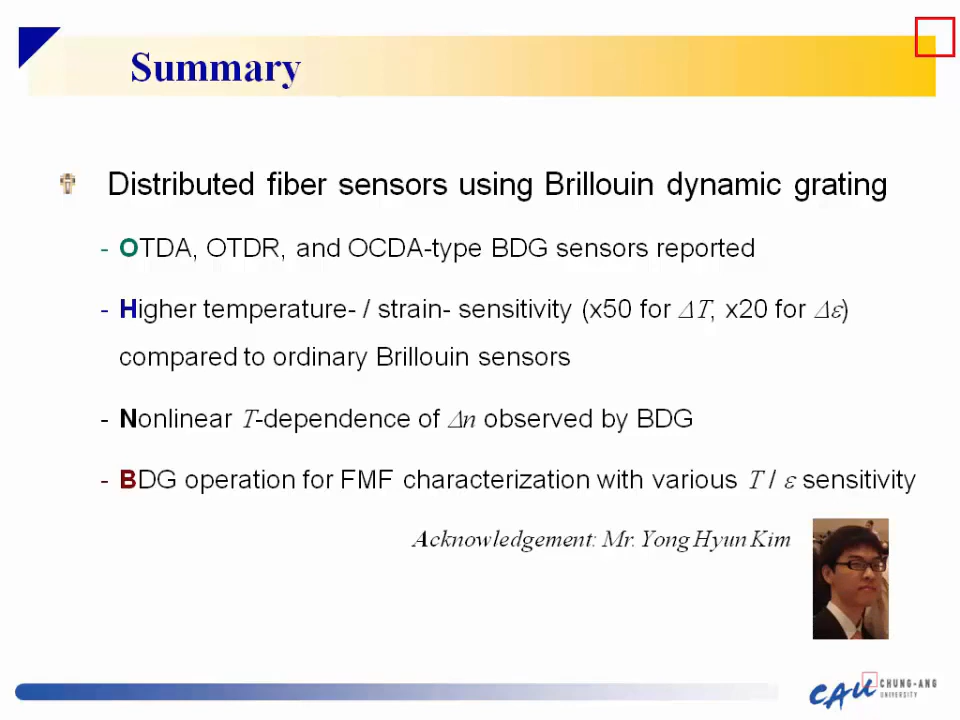 Summary
Distributed fiber sensors using Brillouin dynamic grating
- OTDA, OTDR, and OCDA-type BDG sensors reported
- Higher temperature- / strain- sensitivity (x50 for ΔT, x20 for Δε)
compared to ordinary Brillouin sensors
- Nonlinear T-dependence of Δn observed by BDG
- BDG operation for FMF characterization with various T / ε sensitivity
Acknowledgement: Mr. Yong Hyun Kim
CAU CHUNG-ANG
UNIVERSITY